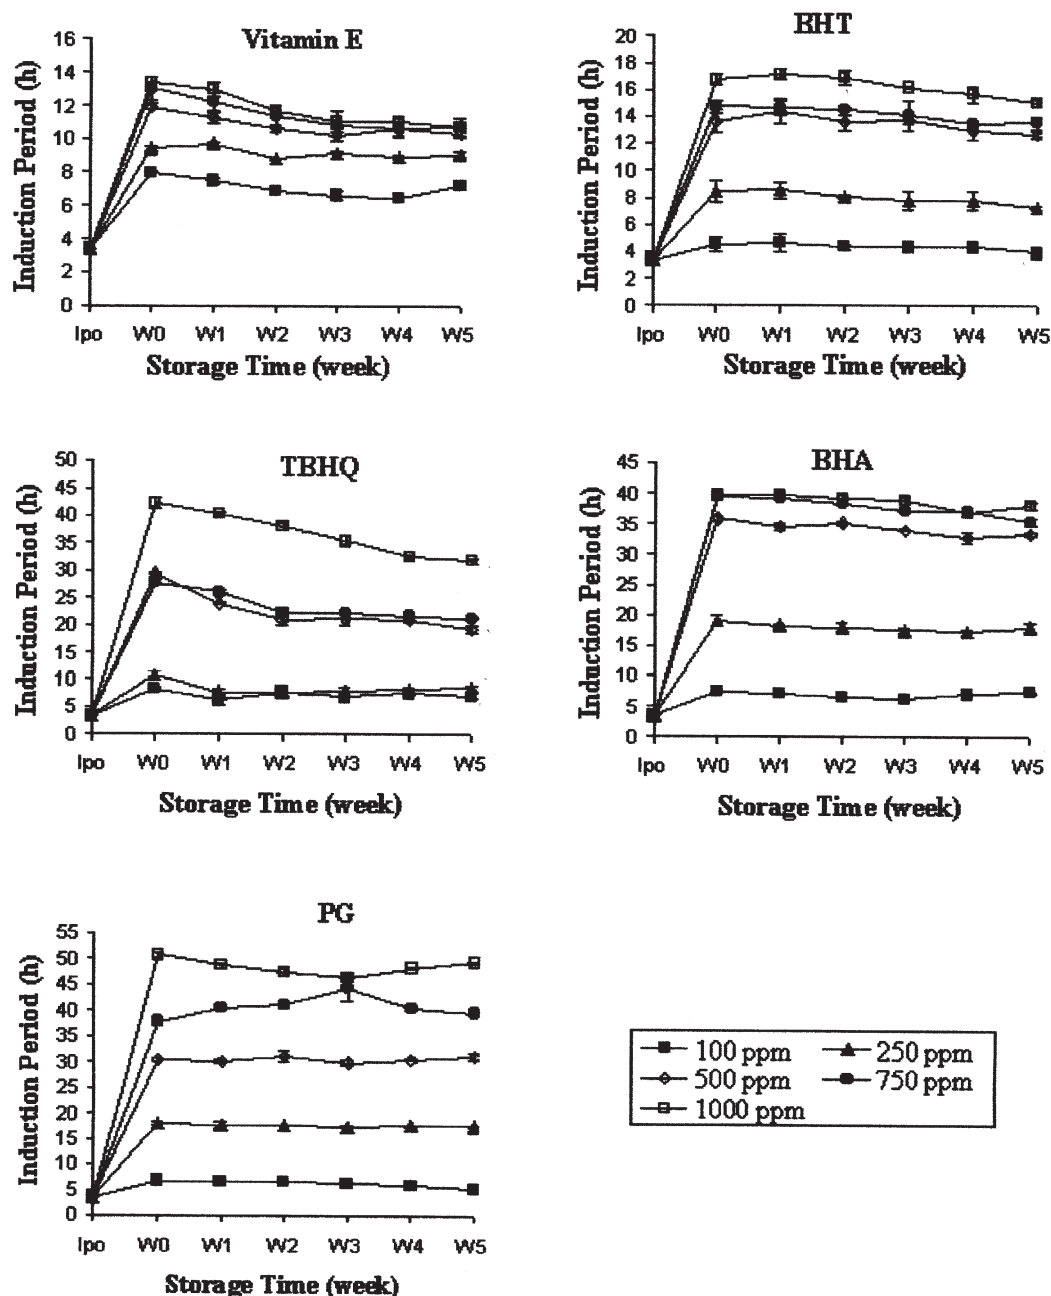 Vitamin E
Induction Period (h)
16
14
12
10
8
6
4
2
0
Ipo W0 W1 W2 W3 W4 W5
Storage Time (week)
BHT
Induction Period (h)
20
18
16
14
12
10
8
6
4
2
0
Ipo W0 W1 W2 W3 W4 W5
Storage Time (week)
TBHQ
Induction Period (h)
50
45
40
35
30
25
20
15
10
5
0
Ipo W0 W1 W2 W3 W4 W5
Storage Time (week)
BHA
Induction Period (h)
45
40
35
30
25
20
15
10
5
0
Ipo W0 W1 W2 W3 W4 W5
Storage Time (week)
PG
Induction Period (h)
55
50
45
40
35
30
25
20
15
10
5
0
Ipo W0 W1 W2 W3 W4 W5
Storage Time (week)
100 ppm 250 ppm
500 ppm 750 ppm
1000 ppm